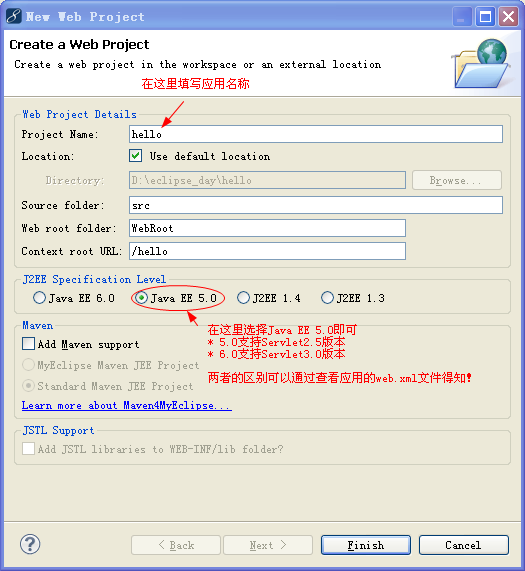 New Web Project
Create a Web Project
Create a web project in the workspace or an external location
在这里填写应用名称
Web Project Details
Project Name: hello
Location: Use default location
Directory: D:\eclipse_day\hello Browse...
Source folder: src
Web root folder: WebRoot
Context root URL: /hello
J2EE Specification Level
Java EE 6.0 Java EE 5.0 J2EE 1.4 J2EE 1.3
在这里选择Java EE 5.0即可
* 5.0支持Servlet2.5版本
* 6.0支持Servlet3.0版本
两者的区别可以通过查看应用的web.xml文件得知!
Maven
Add Maven support
MyEclipse Maven JEE Project
Standard Maven JEE Project
Learn more about Maven4MyEclipse...
JSTL Support
Add JSTL libraries to WEB-INF/lib folder?
? < Back Next > Finish Cancel